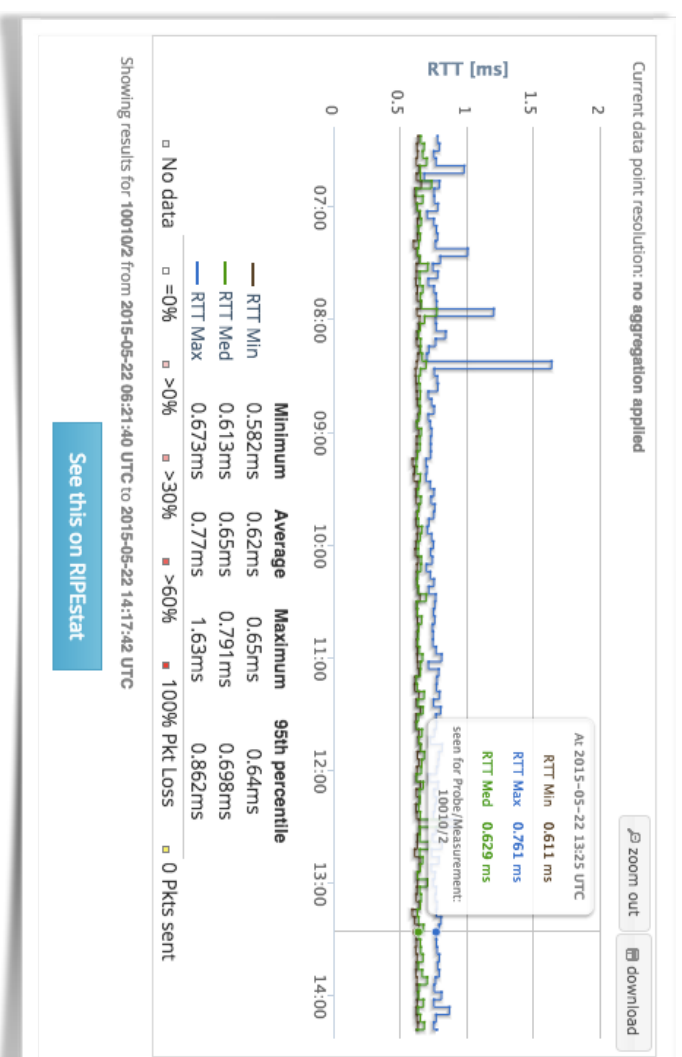 Current data point resolution: no aggregation applied
zoom out
download
RTT [ms]
2
1.5
1
0.5
0
07:00 08:00 09:00 10:00 11:00 12:00 13:00 14:00
At 2015-05-22 13:25 UTC
RTT Min 0.611 ms
RTT Max 0.761 ms
RTT Med 0.629 ms
seen for Probe/Measurement:
10010/2
Minimum Average Maximum 95th percentile
RTT Min 0.582ms 0.62ms 0.65ms 0.64ms
RTT Med 0.613ms 0.65ms 0.791ms 0.698ms
RTT Max 0.673ms 0.77ms 1.63ms 0.862ms
No data =0% >0% >30% >60% 100% Pkt Loss 0 Pkts sent
Showing results for 10010/2 from 2015-05-22 06:21:40 UTC to 2015-05-22 14:17:42 UTC
See this on RIPEstat